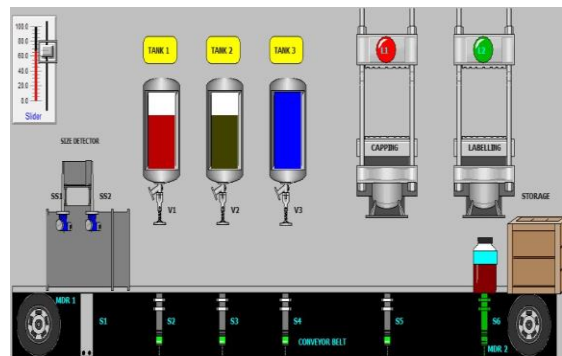 100.0
80.0
60.0
40.0
20.0
0.0
Slider
TANK 1
TANK 2
TANK 3
L1
L2
SIZE DETECTOR
SS1
SS2
CAPPING
LABELLING
V1
V2
V3
STORAGE
MDR 1
S1
S2
S3
S4
S5
S6
CONVEYOR BELT
MDR 2